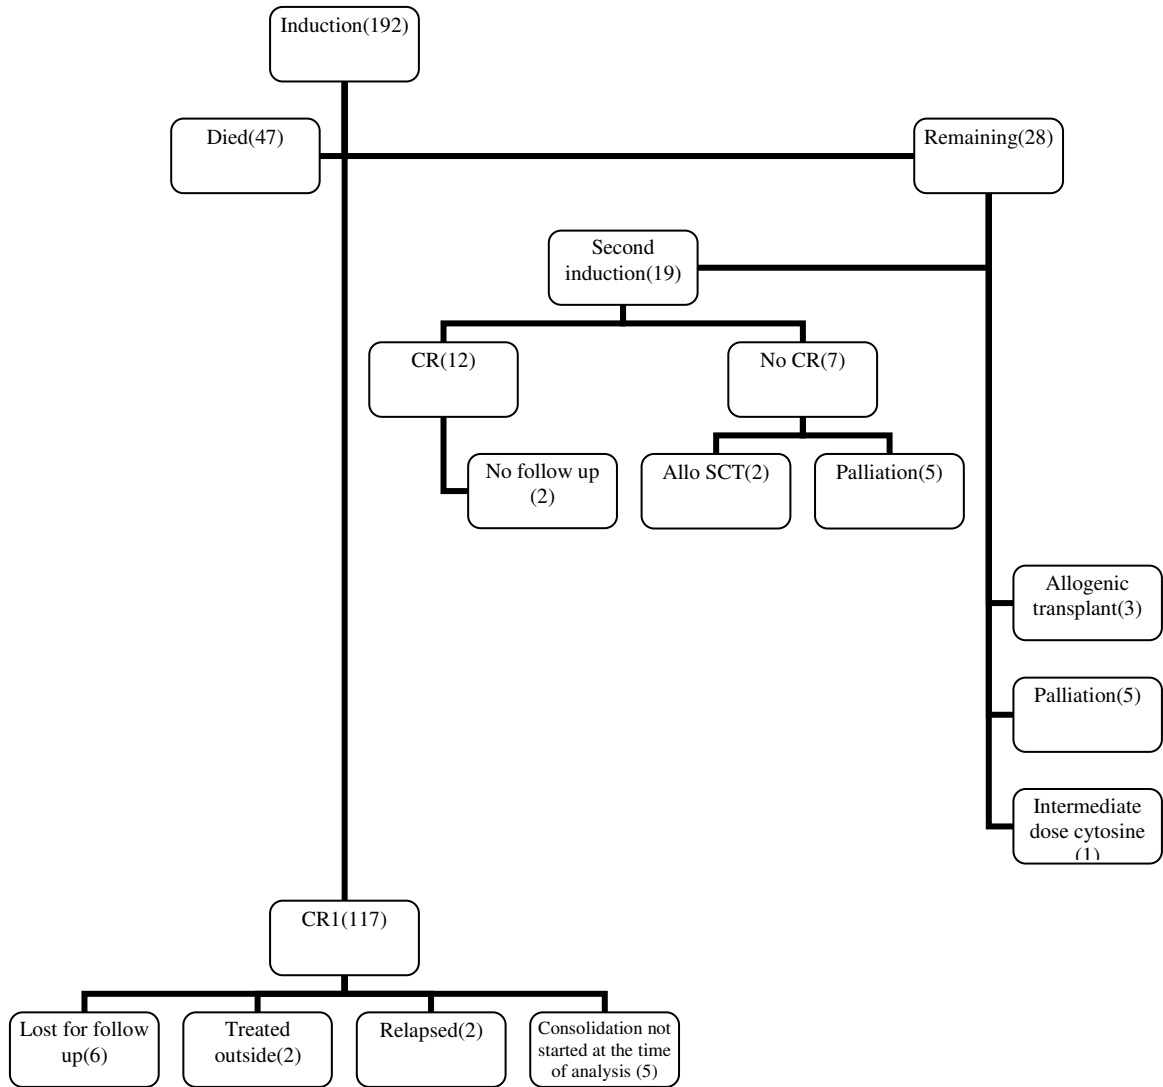 Induction(192)
Died(47)
Remaining(28)
Second
induction(19)
CR(12)
No CR(7)
No follow up
(2)
Allo SCT(2)
Palliation(5)
Allogenic
transplant(3)
Palliation(5)
Intermediate
dose cytosine
(1)
CR1(117)
Lost for follow
up(6)
Treated
outside(2)
Relapsed(2)
Consolidation not
started at the time
of analysis (5)